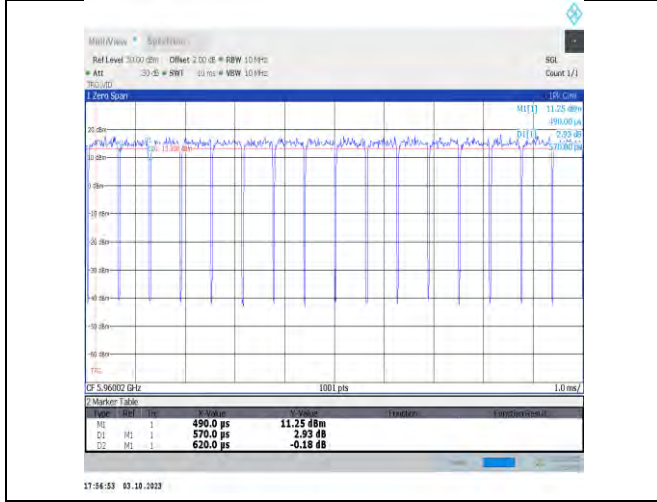 MultiView Spectrum
Ref Level 30.00 dBm Offset 2.00 dB RBW 10 MHz SGL
Att 30 dB SWT 10 ms VBW 10 MHz Count 1/1
TRG:VID
1 Zero Span 1Pk Clrw
M1[1] 11.25 dBm
490.00 µs
20 dBm D1[1] 2.93 dB
570.00 µs
10 dBm
0 dBm
-10 dBm
-20 dBm
-30 dBm
-40 dBm
-50 dBm
-60 dBm
TRG
CF 5.96002 GHz 1001 pts 1.0 ms/
2 Marker Table
Type Ref Trc X-Value Y-Value Function Function Result
M1 1 490.0 µs 11.25 dBm
D1 M1 1 570.0 µs 2.93 dB
D2 M1 1 620.0 µs -0.18 dB
17:56:53 03.10.2023